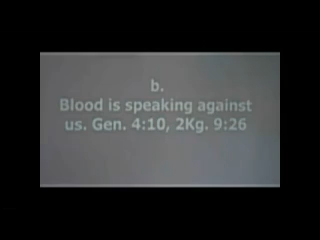 b.
Blood is speaking against
us. Gen. 4:10, 2Kg. 9:26